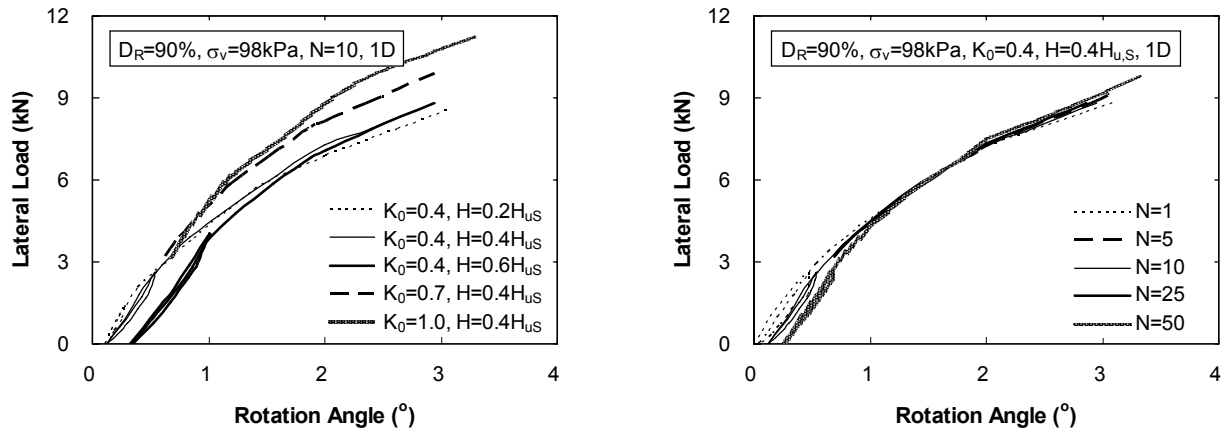 12
9
6
3
0
Lateral Load (kN)
D_R=90%, σ_v=98kPa, N=10, 1D
K_0=0.4, H=0.2H_uS
K_0=0.4, H=0.4H_uS
K_0=0.4, H=0.6H_uS
K_0=0.7, H=0.4H_uS
K_0=1.0, H=0.4H_uS
0 1 2 3 4
Rotation Angle (°)
12
9
6
3
0
Lateral Load (kN)
D_R=90%, σ_v=98kPa, K_0=0.4, H=0.4H_u,S, 1D
N=1
N=5
N=10
N=25
N=50
0 1 2 3 4
Rotation Angle (°)